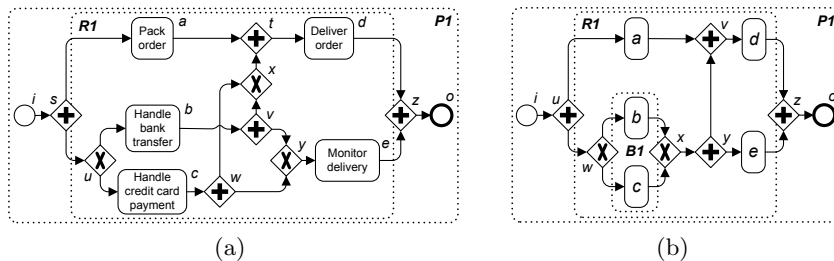 R1
P1
i
s
Pack
order
a
t
Deliver
order
d
x
z
o
Handle
bank
transfer
b
v
y
Monitor
delivery
e
u
Handle
credit card
payment
c
w
(a)
R1
P1
i
u
a
v
d
z
o
b
B1
x
y
e
w
c
(b)